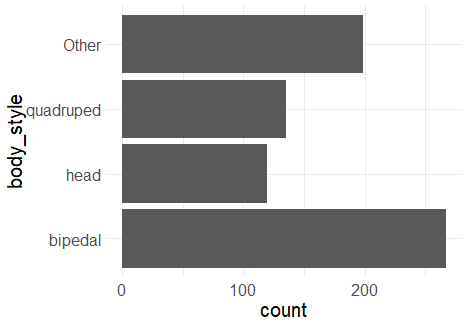 Other
quadruped
head
bipedal
body_style
0 100 200
count